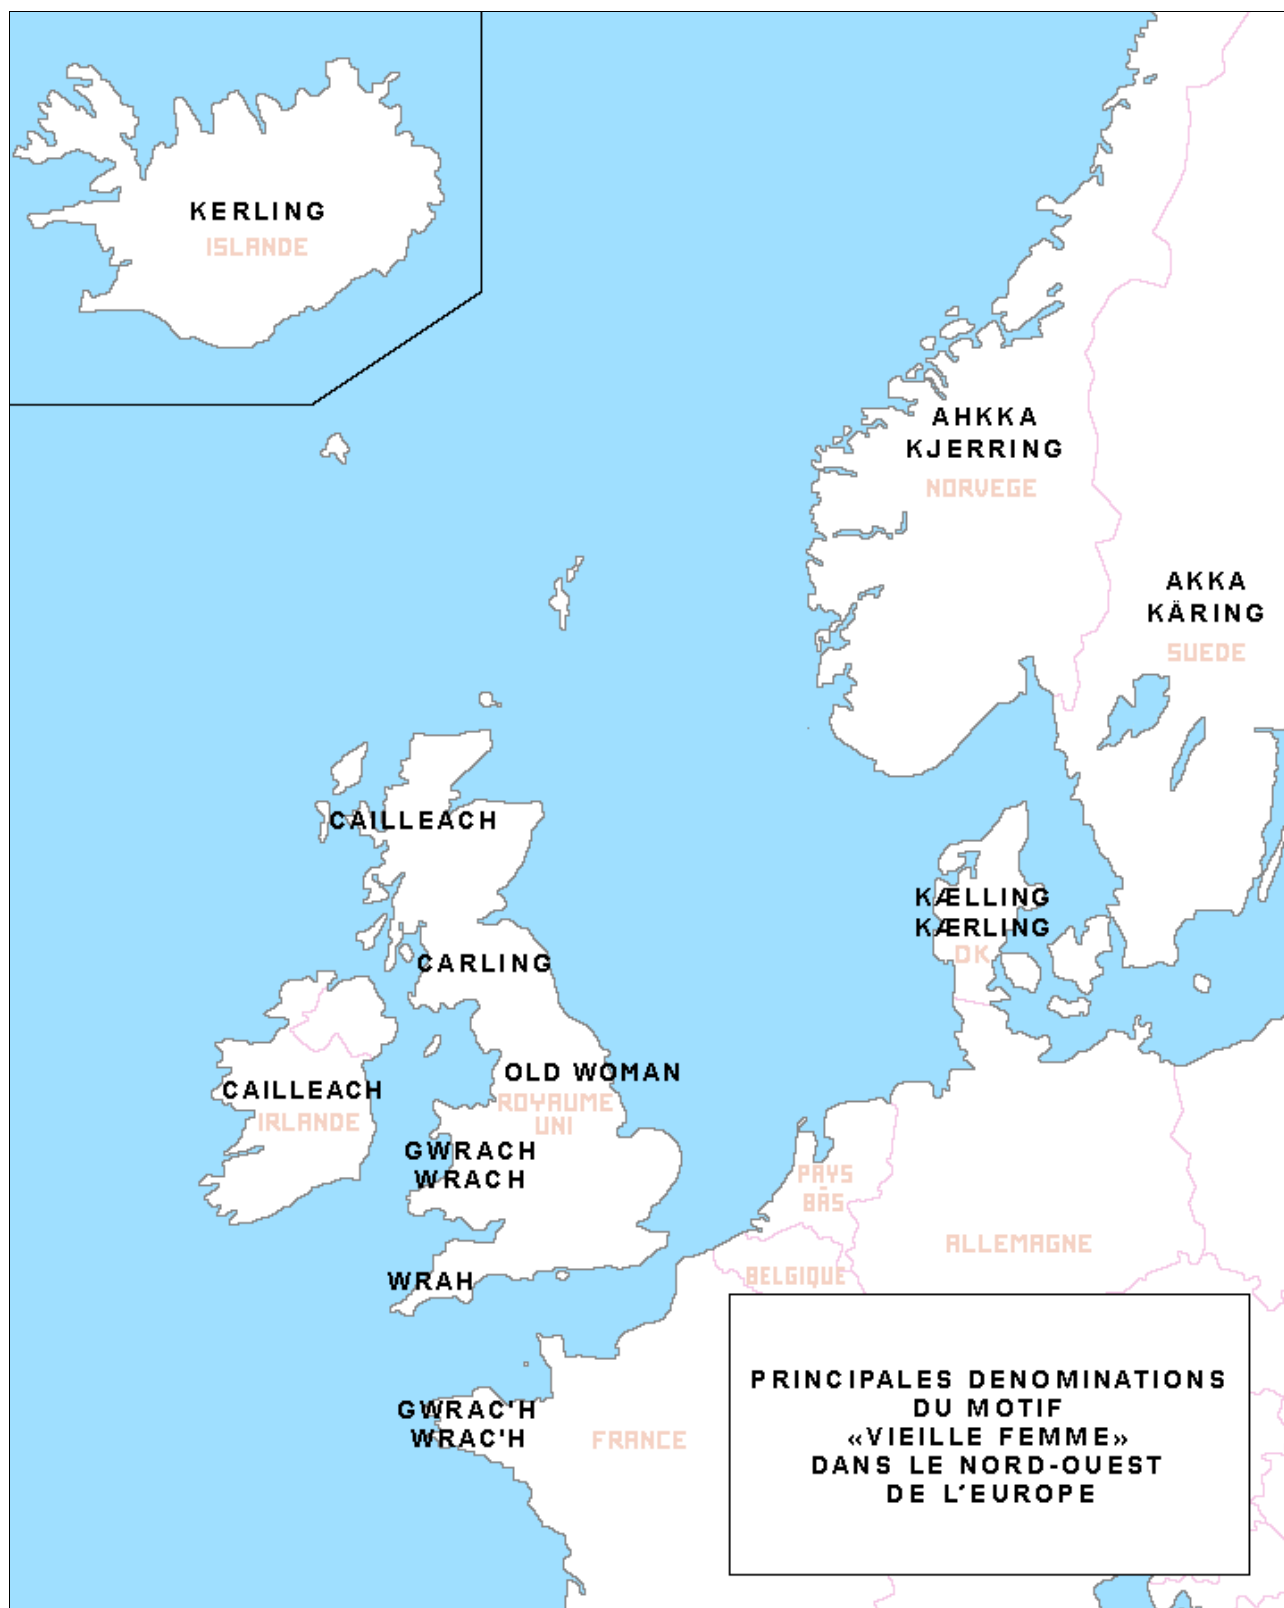 KERLING
ISLANDE
AHKKA
KJERRING
NORVEGE
AKKA
KÄRING
SUEDE
CAILLEACH
KÆLLING
KÆRLING
DK
CARLING
OLD WOMAN
ROYAUME
UNI
CAILLEACH
IRLANDE
GWRACH
WRACH
PAYS
BAS
ALLEMAGNE
BELGIQUE
WRAH
GWRAC'H
WRAC'H
FRANCE
PRINCIPALES DENOMINATIONS
DU MOTIF
«VIEILLE FEMME»
DANS LE NORD-OUEST
DE L'EUROPE